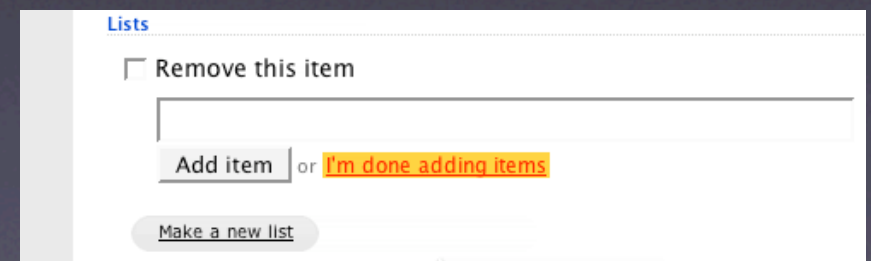 Lists
Remove this item
Add item or I'm done adding items
Make a new list